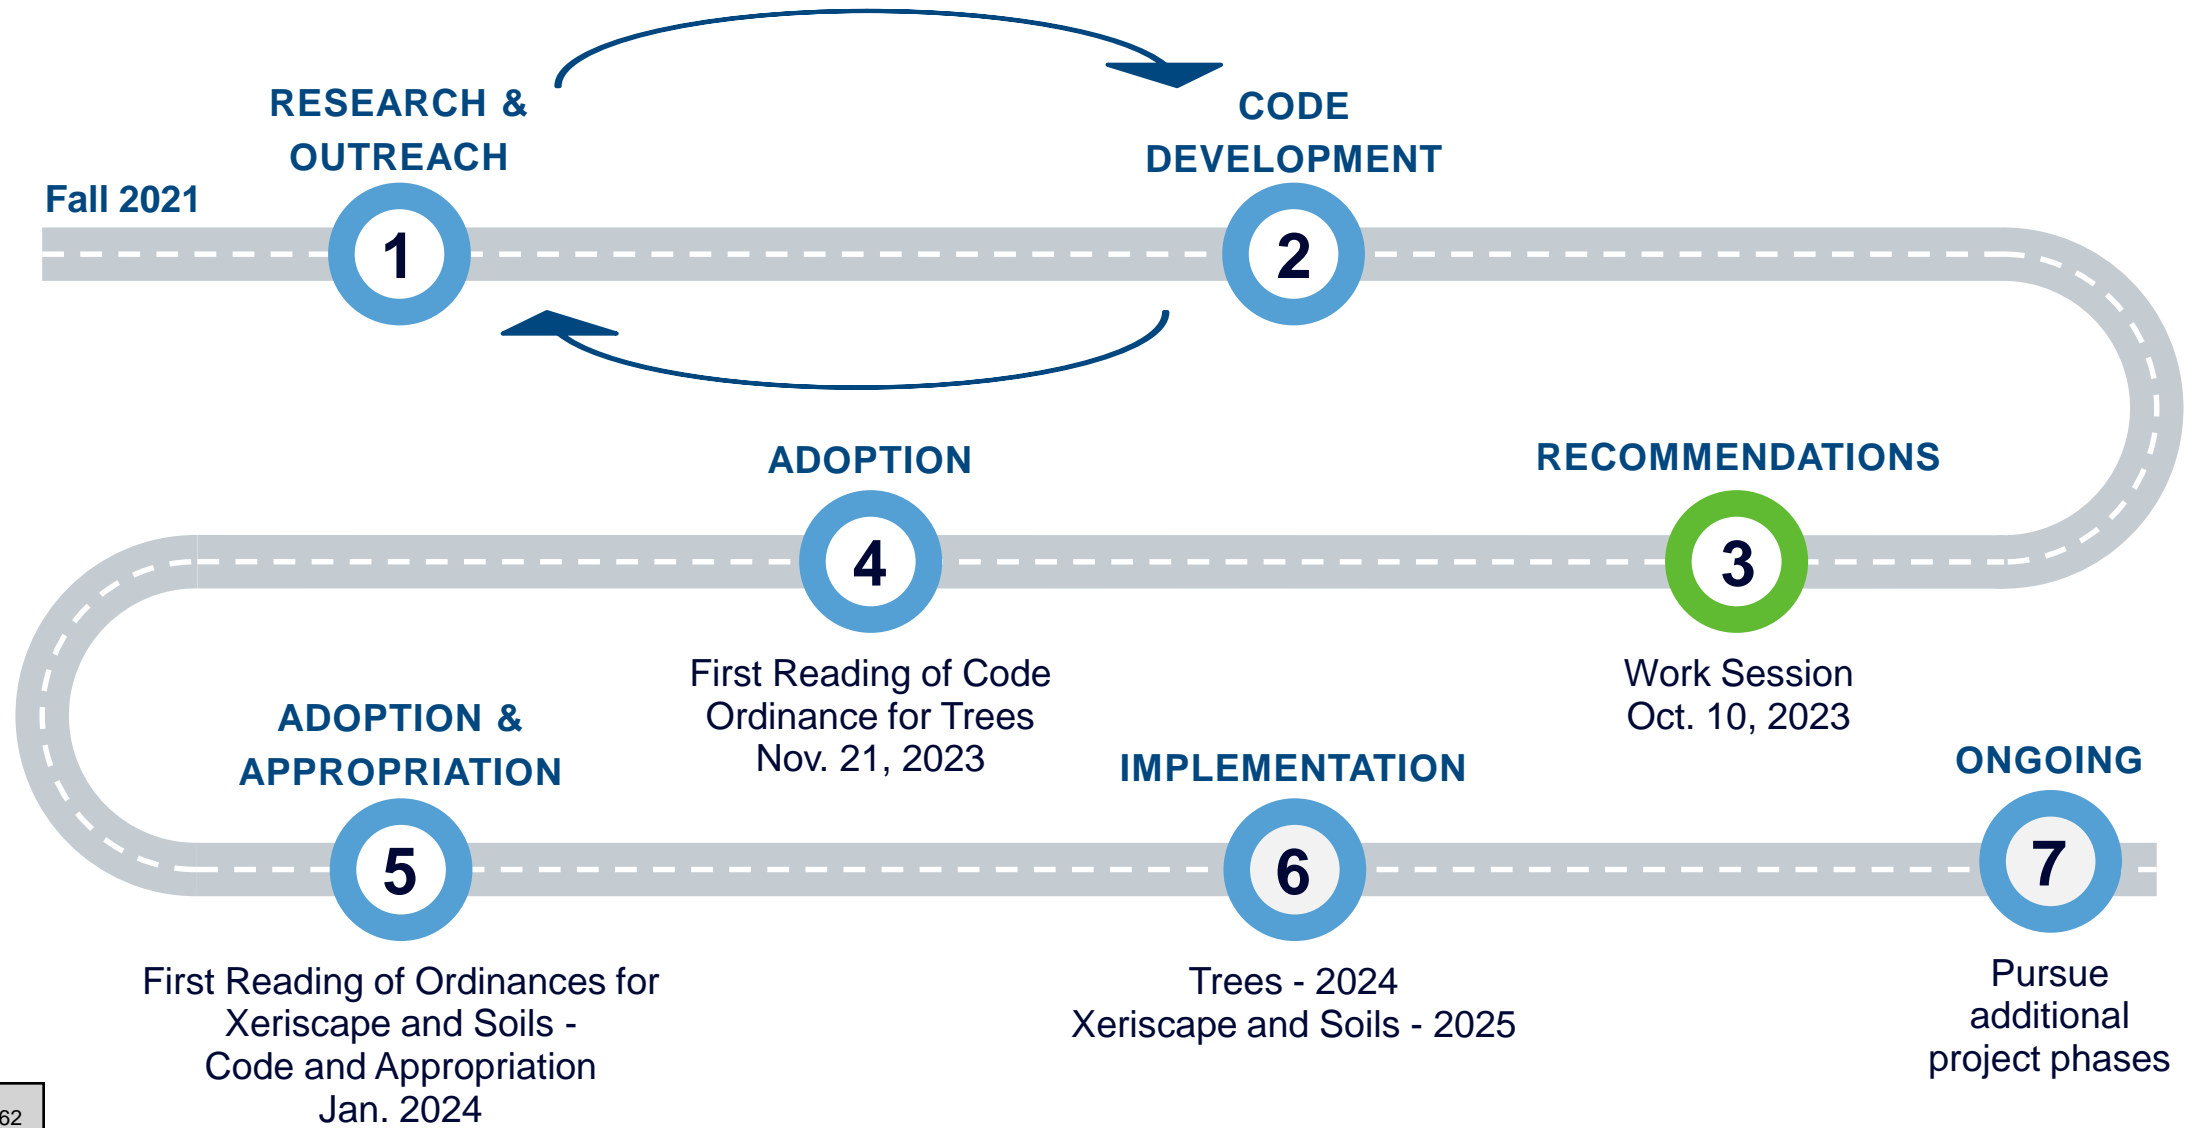 Fall 2021
RESEARCH &
OUTREACH
1
CODE
DEVELOPMENT
2
RECOMMENDATIONS
3
Work Session
Oct. 10, 2023
ADOPTION
4
First Reading of Code
Ordinance for Trees
Nov. 21, 2023
ADOPTION &
APPROPRIATION
5
First Reading of Ordinances for
Xeriscape and Soils -
Code and Appropriation
Jan. 2024
IMPLEMENTATION
6
Trees - 2024
Xeriscape and Soils - 2025
ONGOING
7
Pursue
additional
project phases
62